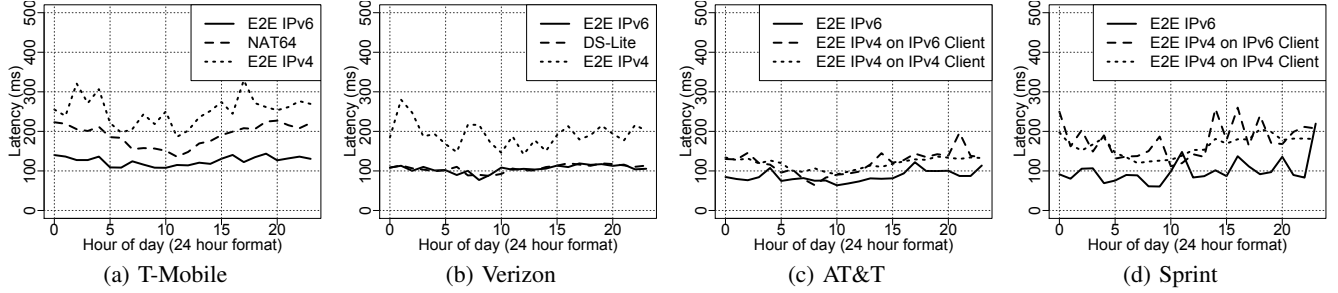 Latency (ms)
0 100 200 300 400 500
E2E IPv6
NAT64
E2E IPv4
0 5 10 15 20
Hour of day (24 hour format)
(a) T-Mobile
Latency (ms)
0 100 200 300 400 500
E2E IPv6
DS-Lite
E2E IPv4
0 5 10 15 20
Hour of day (24 hour format)
(b) Verizon
Latency (ms)
0 100 200 300 400 500
E2E IPv6
E2E IPv4 on IPv6 Client
E2E IPv4 on IPv4 Client
0 5 10 15 20
Hour of day (24 hour format)
(c) AT&T
Latency (ms)
0 100 200 300 400 500
E2E IPv6
E2E IPv4 on IPv6 Client
E2E IPv4 on IPv4 Client
0 5 10 15 20
Hour of day (24 hour format)
(d) Sprint